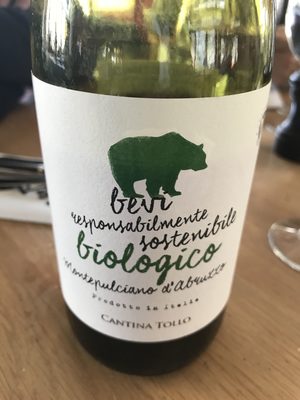 bevi
responsabilmente
sostenibile
biologico
montepulciano d'Abruzzo
Prodotto in Italia
CANTINA TOLLO